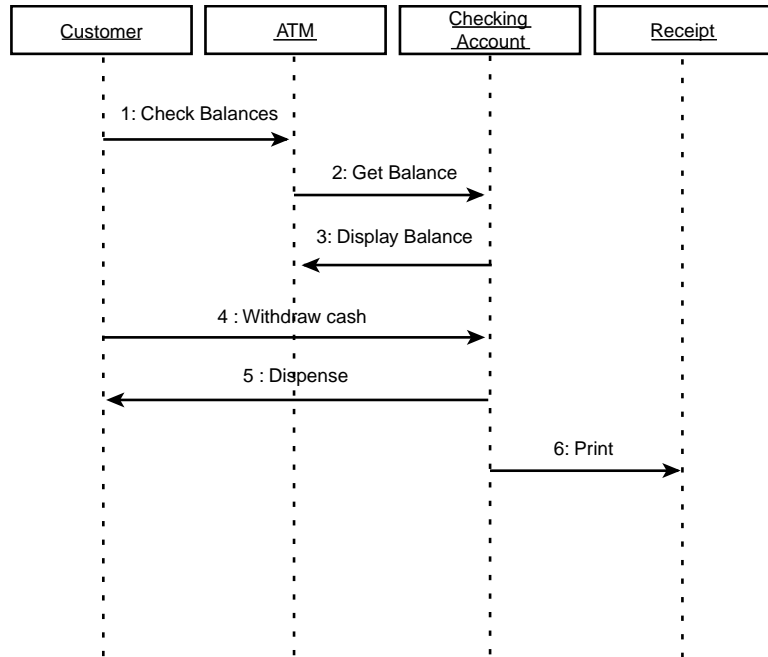 Customer
ATM
Checking
Account
Receipt
1: Check Balances
2: Get Balance
3: Display Balance
4 : Withdraw cash
5 : Dispense
6: Print